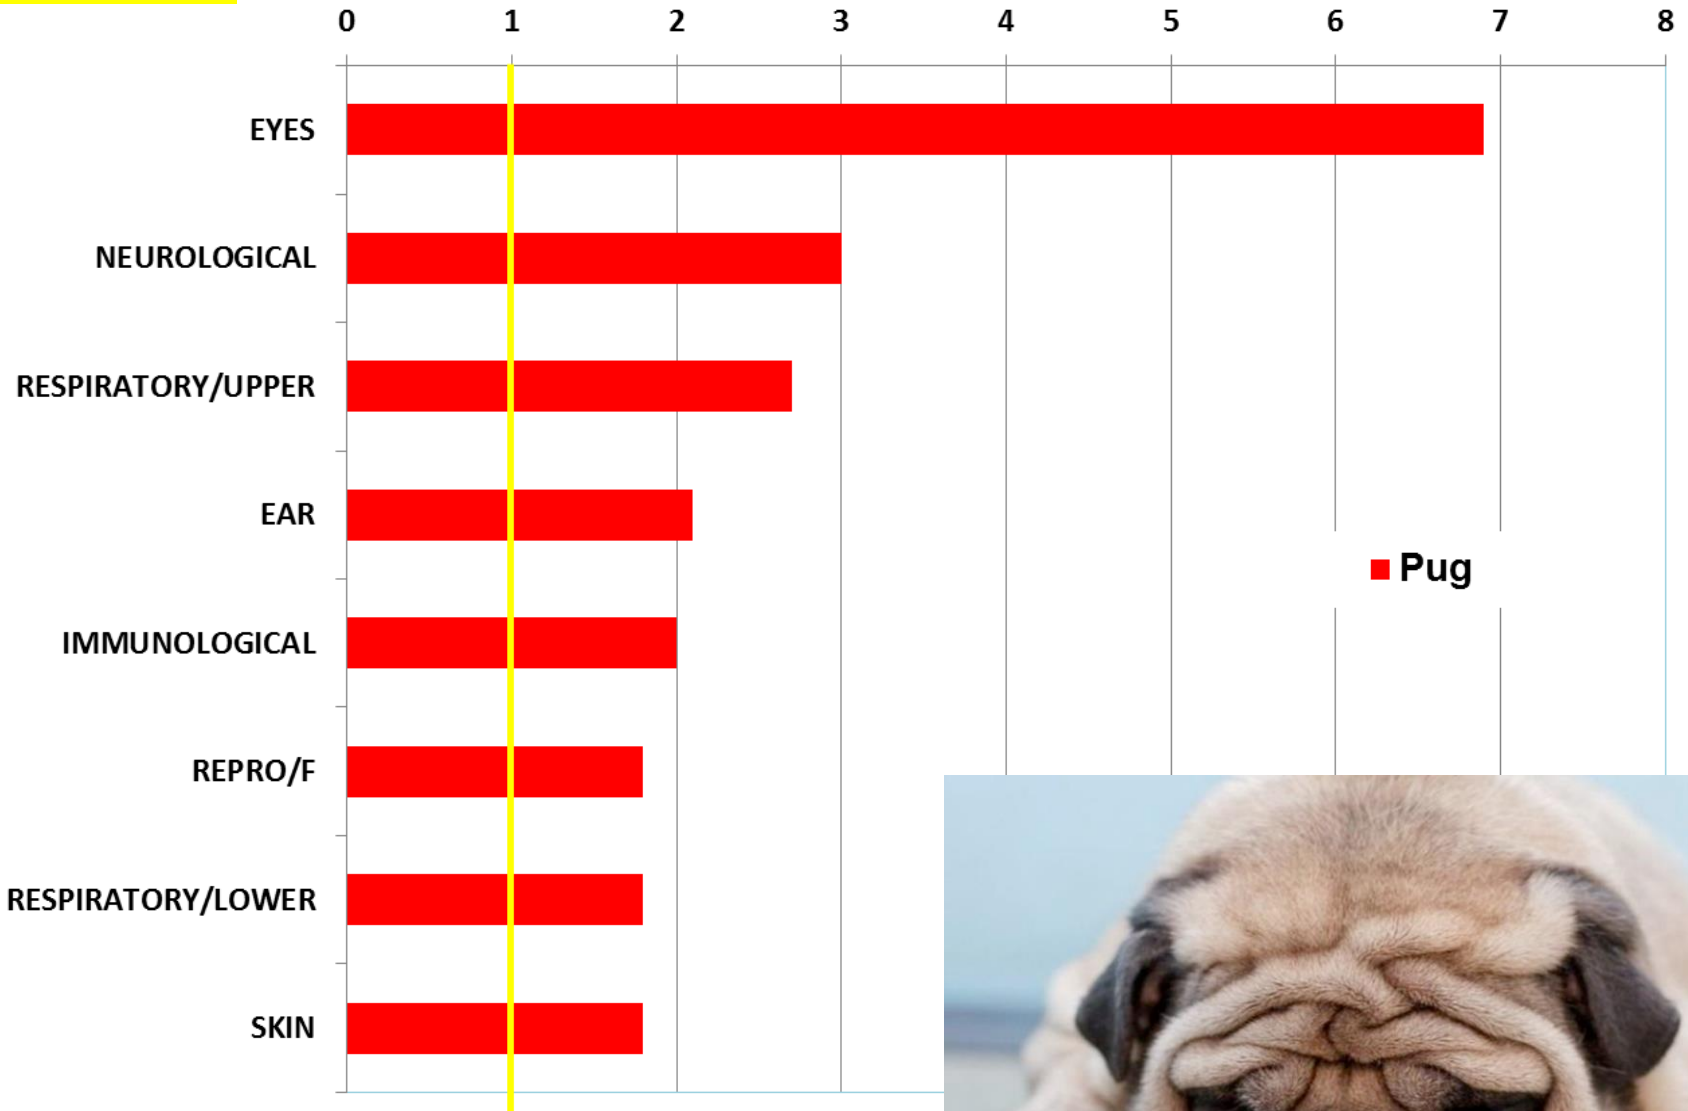 0 1 2 3 4 5 6 7 8
EYES
NEUROLOGICAL
RESPIRATORY/UPPER
EAR
Pug
IMMUNOLOGICAL
REPRO/F
RESPIRATORY/LOWER
SKIN